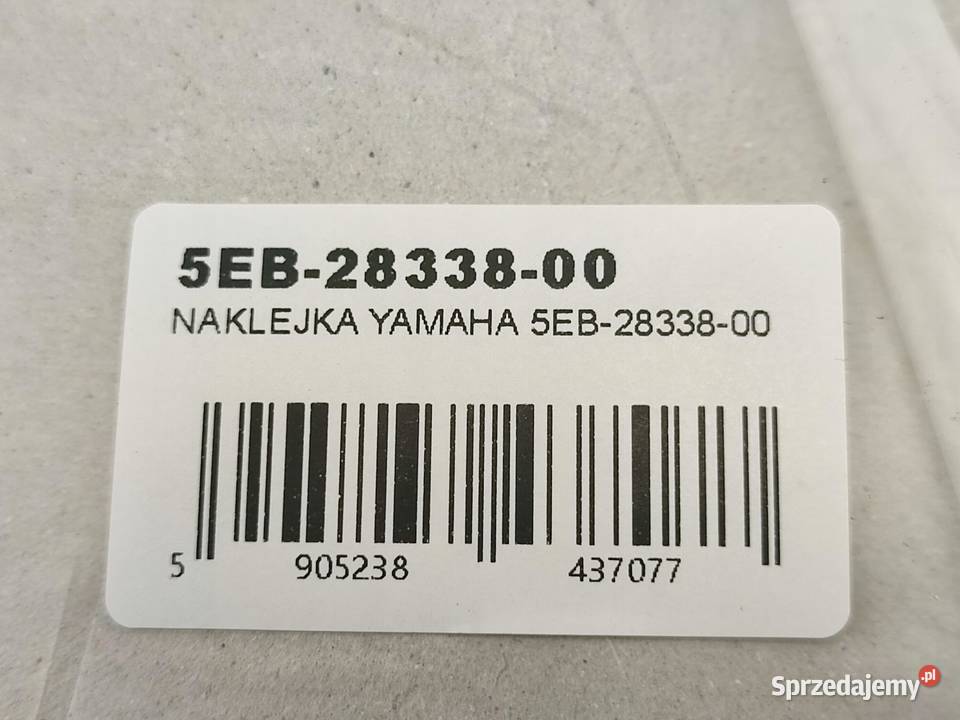 5EB-28338-00
NAKLEJKA YAMAHA 5EB-28338-00
5 905238 437077
Sprzedajemy.pl